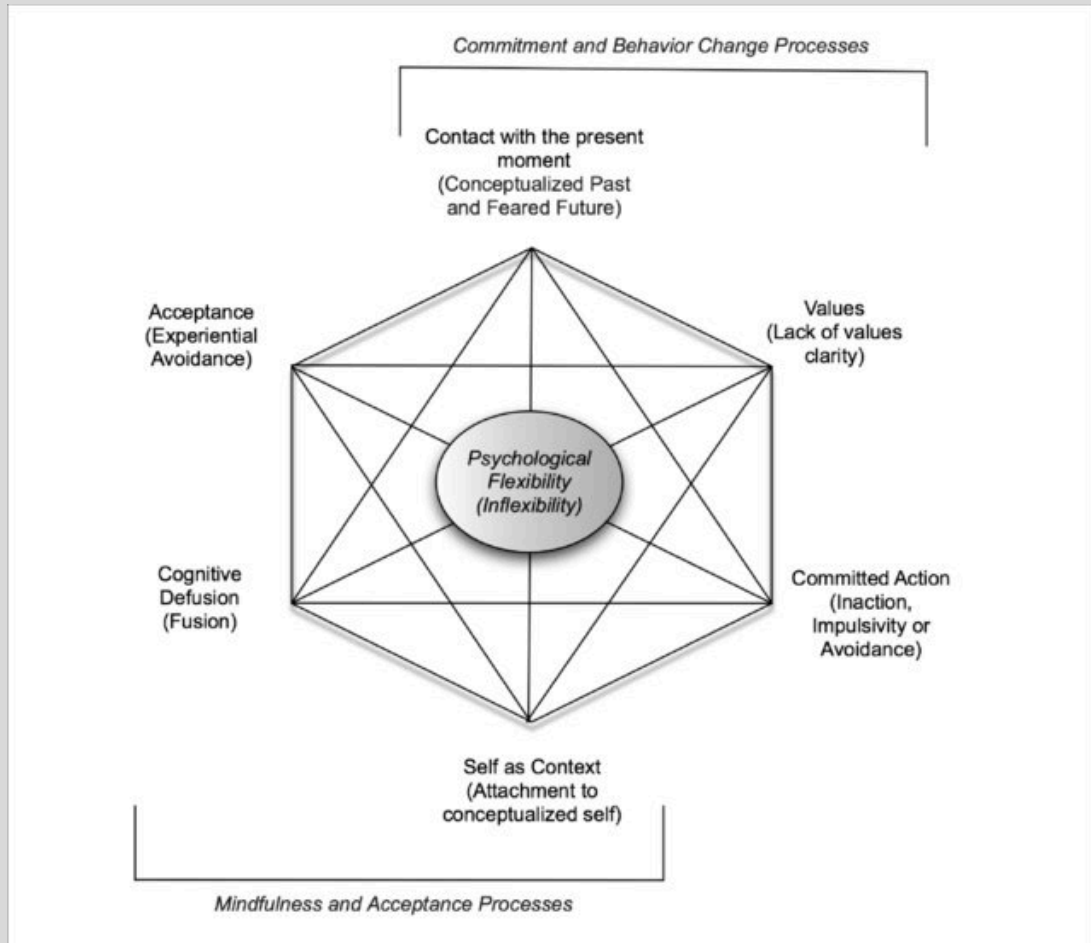 Commitment and Behavior Change Processes
Contact with the present
moment
(Conceptualized Past
and Feared Future)
Acceptance
(Experiential
Avoidance)
Values
(Lack of values
clarity)
Psychological
Flexibility
(Inflexibility)
Cognitive
Defusion
(Fusion)
Committed Action
(Inaction,
Impulsivity or
Avoidance)
Self as Context
(Attachment to
conceptualized self)
Mindfulness and Acceptance Processes